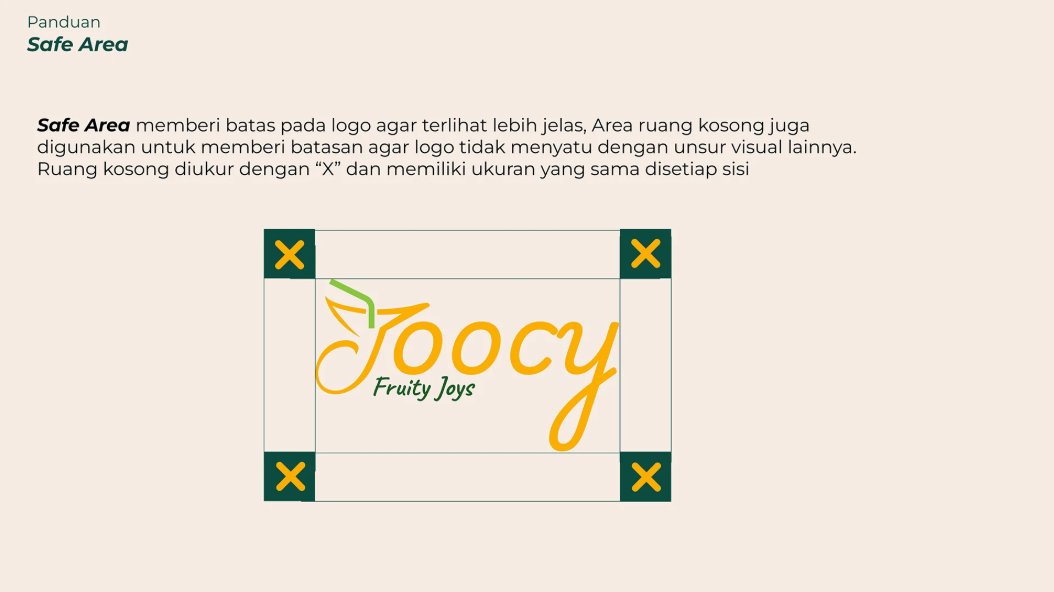 Panduan
Safe Area
Safe Area memberi batas pada logo agar terlihat lebih jelas, Area ruang kosong juga
digunakan untuk memberi batasan agar logo tidak menyatu dengan unsur visual lainnya.
Ruang kosong diukur dengan “X” dan memiliki ukuran yang sama disetiap sisi
X X
Joocy
Fruity Joys
X X